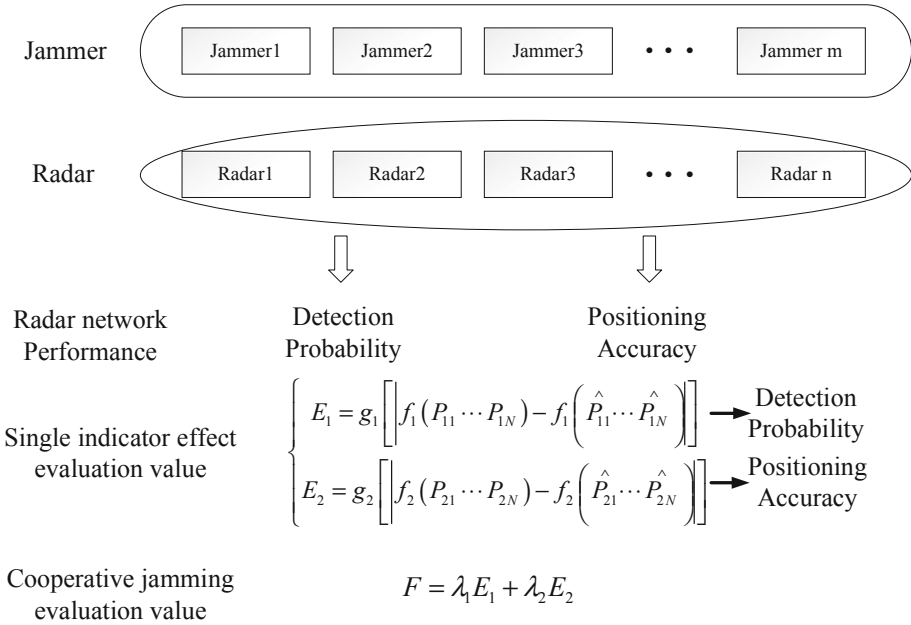 Jammer
Jammer1 Jammer2 Jammer3 • • • Jammer m
Radar
Radar1 Radar2 Radar3 • • • Radar n
Radar network
Performance
Detection
Probability
Positioning
Accuracy
Single indicator effect
evaluation value
E₁ = g₁[|f₁(P₁₁⋯P₁N) − f₁(P̂₁₁⋯P̂₁N)|]
Detection
Probability
E₂ = g₂[|f₂(P₂₁⋯P₂N) − f₂(P̂₂₁⋯P̂₂N)|]
Positioning
Accuracy
Cooperative jamming
evaluation value
F = λ₁E₁ + λ₂E₂